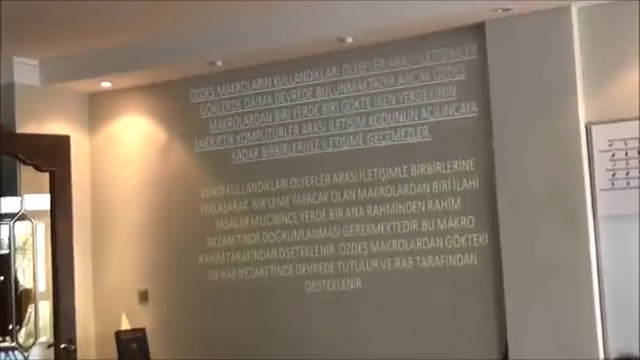 ÖZDEŞ MAKROLARIN KULLANDIKLARI OLYEFLER ARASI İLETİŞİMLE
GÖKLERDE DAİMA DEVREDE BULUNMAKTADIR. ANCAK ÖZDEŞ
MAKROLARDAN BİRİ YERDE BİRİ GÖKTE İKEN YERDEKİNİN
ENERJETİK KOMPUTÜRLER ARASI İLETİŞİM KODUNUN AÇILINCAYA
KADAR BİRBİRLERİYLE İLETİŞİME GEÇEMEZLER.
KENDİ KULLANDIKLARI OLYEFLER ARASI İLETİŞİMLE BİRBİRLERİNE
YAKLAŞARAK BİR'LEME YAPACAK OLAN MAKROLARDAN BİRİ İLAHİ
YASALAR MUCİBİNCE YERDE BİR ANA RAHMİNDEN RAHİM
NEZARETİNDE DOĞRUMLANMASI GEREKMEKTEDİR. BU MAKRO
RAHİM TARAFINDAN DSETEKLENİR. ÖZDEŞ MAKROLARDAN GÖKTEKİ
İSE RAB NEZARETİNDE DEVREDE TUTULUR VE RAB TARAFINDAN
DESTEKLENİR.